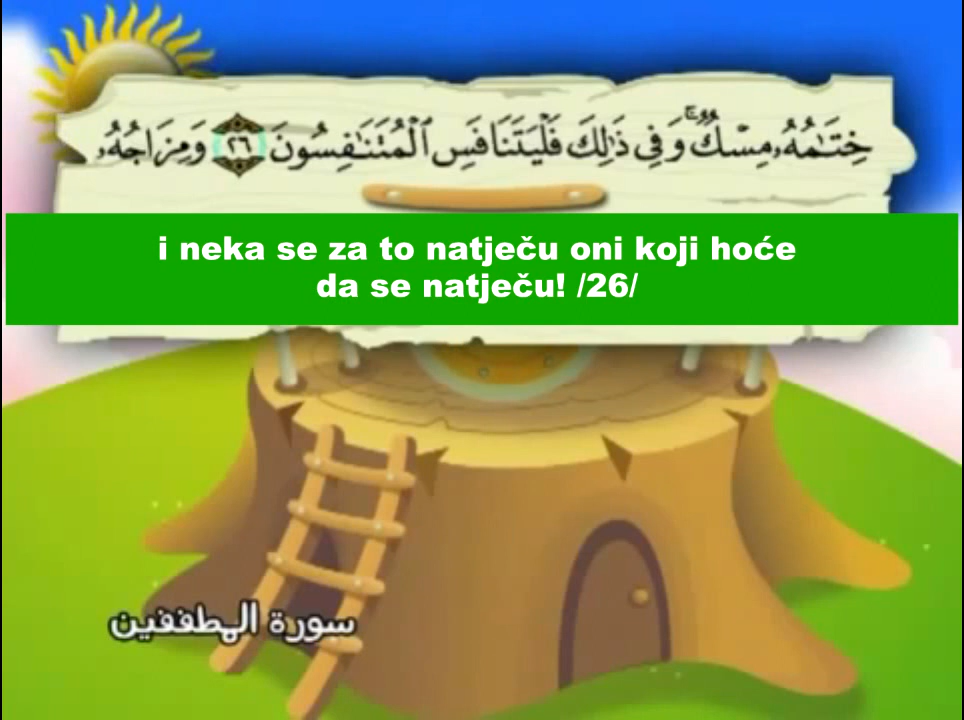 خِتَـٰمُهُۥ مِسْكٌ ۚ وَفِى ذَٰلِكَ فَلْيَتَنَافَسِ ٱلْمُتَنَـٰفِسُونَ ٢٦ وَمِزَاجُهُۥ
i neka se za to natječu oni koji hoće
da se natječu! /26/
سورة المطففين